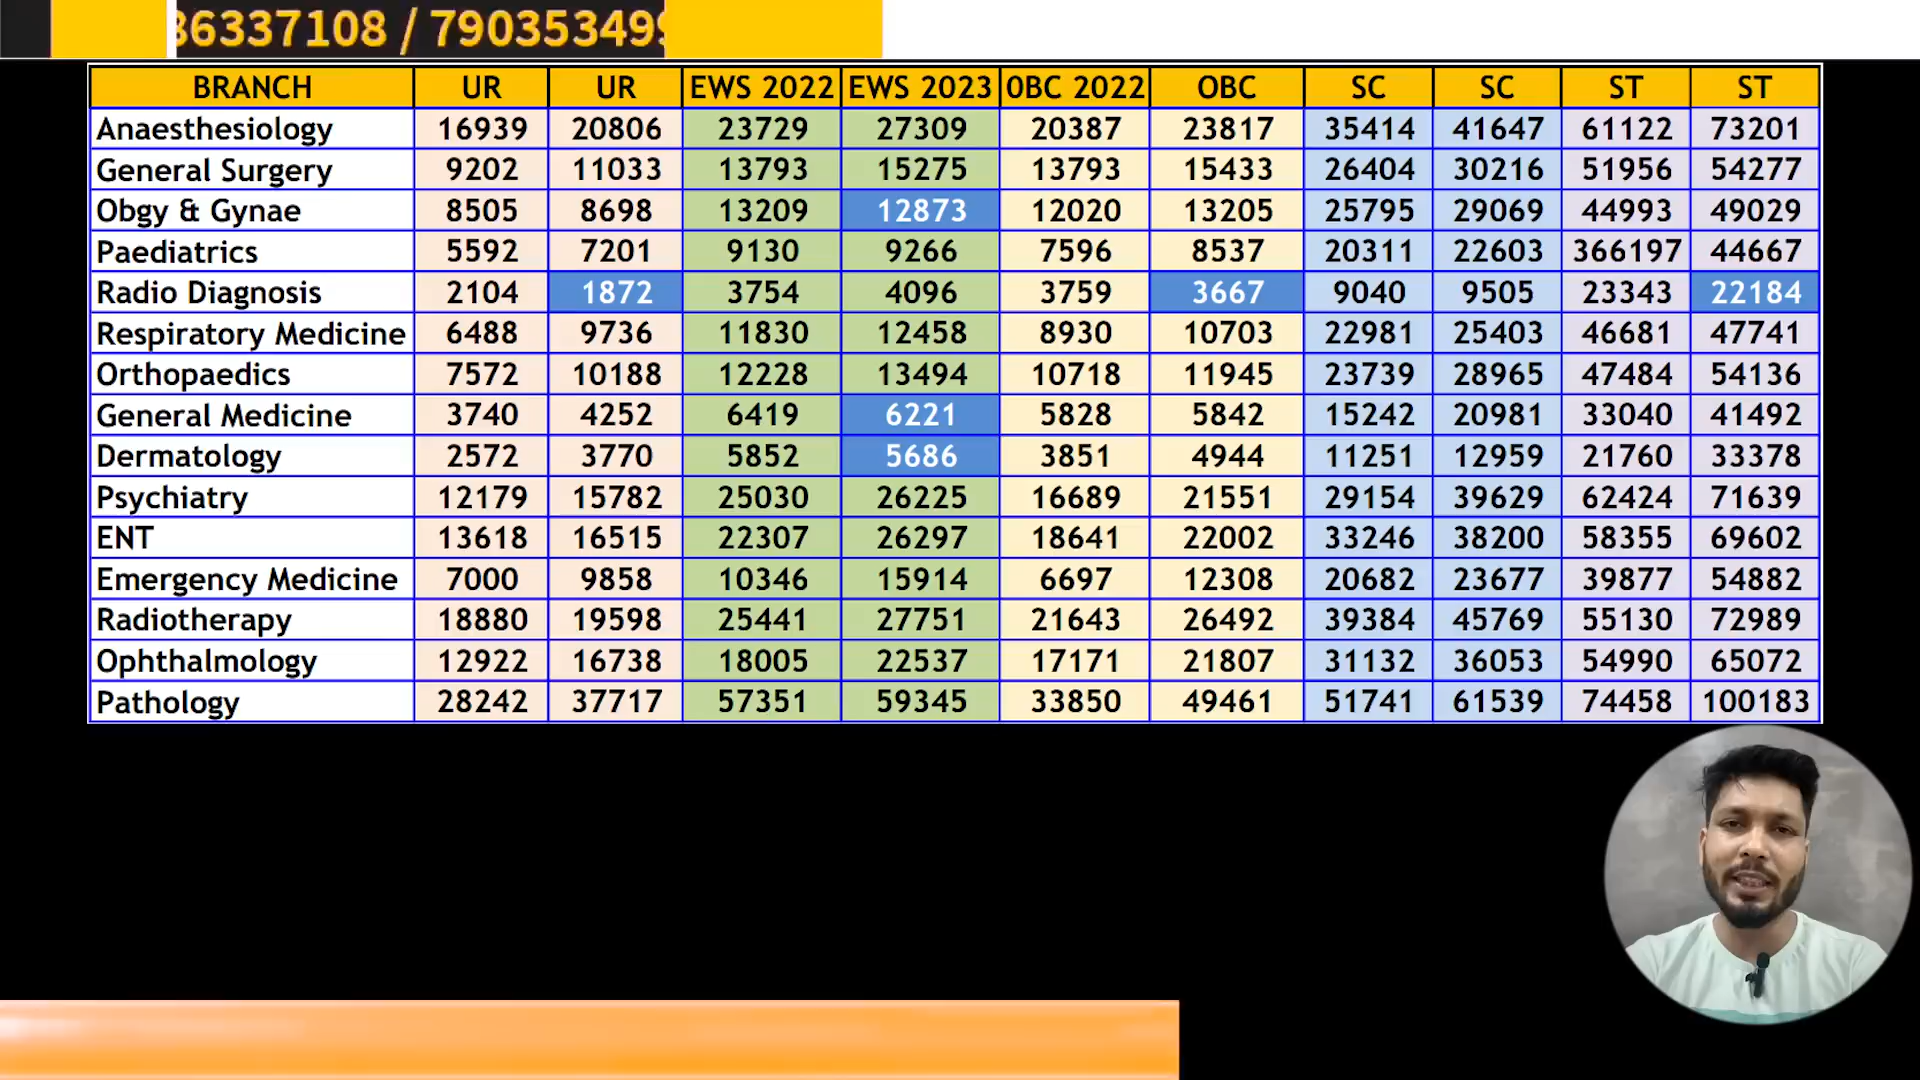 36337108 / 790353499
BRANCH UR UR EWS 2022 EWS 2023 0BC 2022 OBC SC SC ST ST
Anaesthesiology 16939 20806 23729 27309 20387 23817 35414 41647 61122 73201
General Surgery 9202 11033 13793 15275 13793 15433 26404 30216 51956 54277
Obgy & Gynae 8505 8698 13209 12873 12020 13205 25795 29069 44993 49029
Paediatrics 5592 7201 9130 9266 7596 8537 20311 22603 366197 44667
Radio Diagnosis 2104 1872 3754 4096 3759 3667 9040 9505 23343 22184
Respiratory Medicine 6488 9736 11830 12458 8930 10703 22981 25403 46681 47741
Orthopaedics 7572 10188 12228 13494 10718 11945 23739 28965 47484 54136
General Medicine 3740 4252 6419 6221 5828 5842 15242 20981 33040 41492
Dermatology 2572 3770 5852 5686 3851 4944 11251 12959 21760 33378
Psychiatry 12179 15782 25030 26225 16689 21551 29154 39629 62424 71639
ENT 13618 16515 22307 26297 18641 22002 33246 38200 58355 69602
Emergency Medicine 7000 9858 10346 15914 6697 12308 20682 23677 39877 54882
Radiotherapy 18880 19598 25441 27751 21643 26492 39384 45769 55130 72989
Ophthalmology 12922 16738 18005 22537 17171 21807 31132 36053 54990 65072
Pathology 28242 37717 57351 59345 33850 49461 51741 61539 74458 100183